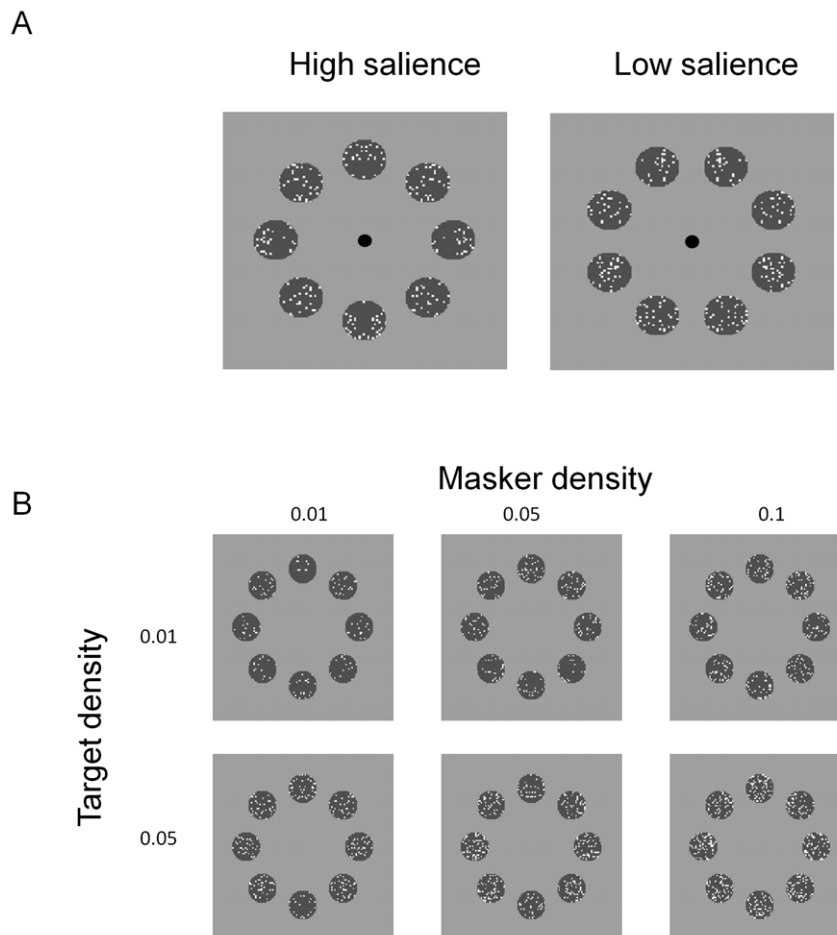 A
High salience Low salience
B
Masker density
0.01 0.05 0.1
Target density
0.01
0.05